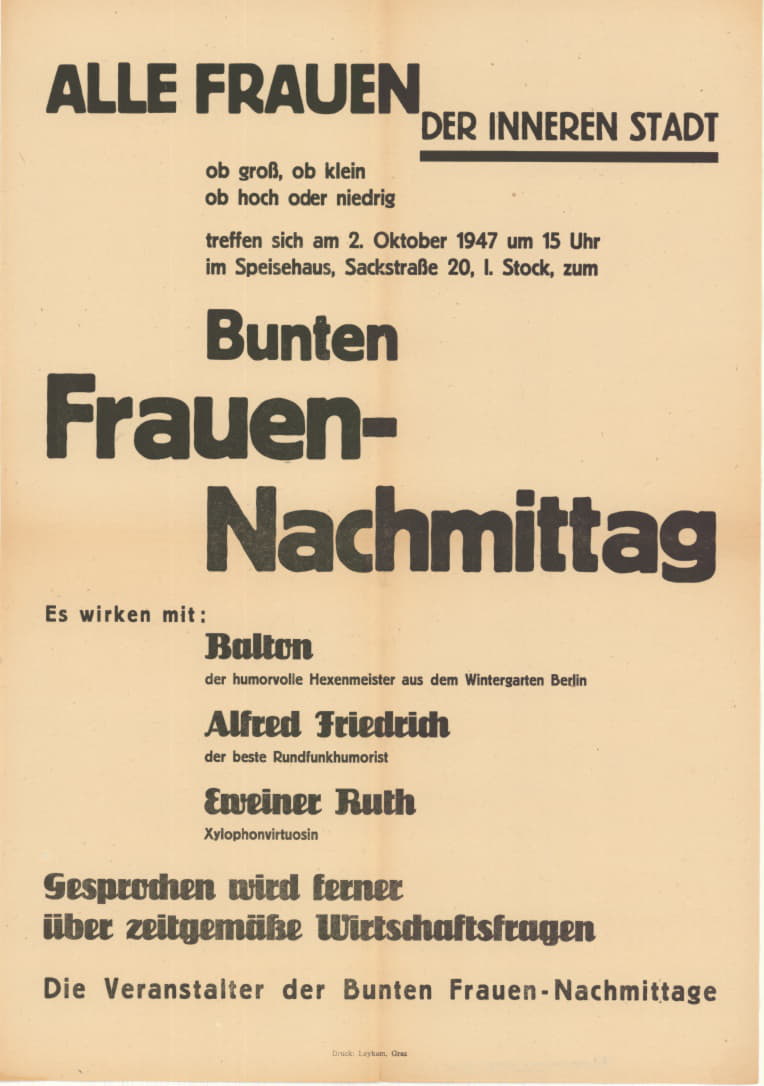 ALLE FRAUEN
DER INNEREN STADT
ob groß, ob klein
ob hoch oder niedrig
treffen sich am 2. Oktober 1947 um 15 Uhr
im Speisehaus, Sackstraße 20, I. Stock, zum
Bunten
Frauen-
Nachmittag
Es wirken mit:
Balton
der humorvolle Hexenmeister aus dem Wintergarten Berlin
Alfred Friedrich
der beste Rundfunkhumorist
Eweiner Ruth
Xylophonvirtuosin
Gesprochen wird ferner
über zeitgemäße Wirtschaftsfragen
Die Veranstalter der Bunten Frauen-Nachmittage
Druck: Leykam, Graz